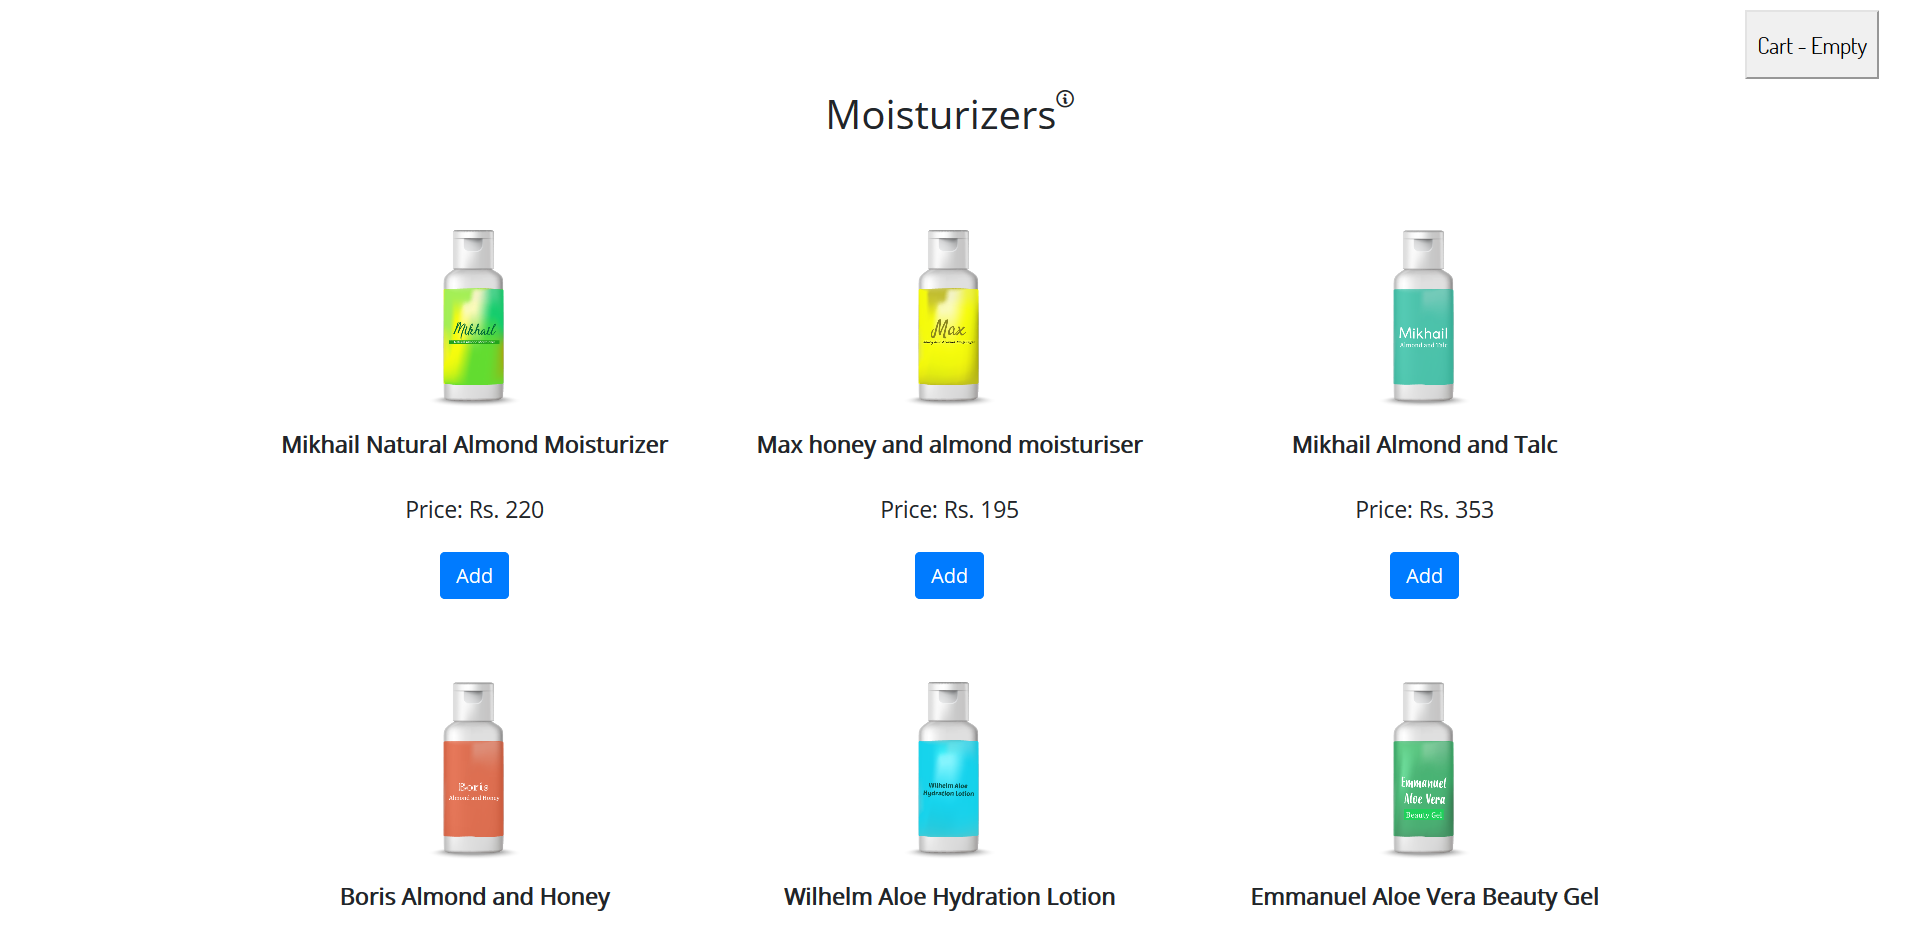 Cart - Empty
Moisturizers
Mikhail
Max
Mikhail
Almond and Talc
Mikhail Natural Almond Moisturizer
Max honey and almond moisturiser
Mikhail Almond and Talc
Price: Rs. 220
Price: Rs. 195
Price: Rs. 353
Add
Add
Add
Boris
Almond and Honey
Wilhelm Aloe
Hydration Lotion
Emmanuel
Aloe Vera
Beauty Gel
Boris Almond and Honey
Wilhelm Aloe Hydration Lotion
Emmanuel Aloe Vera Beauty Gel